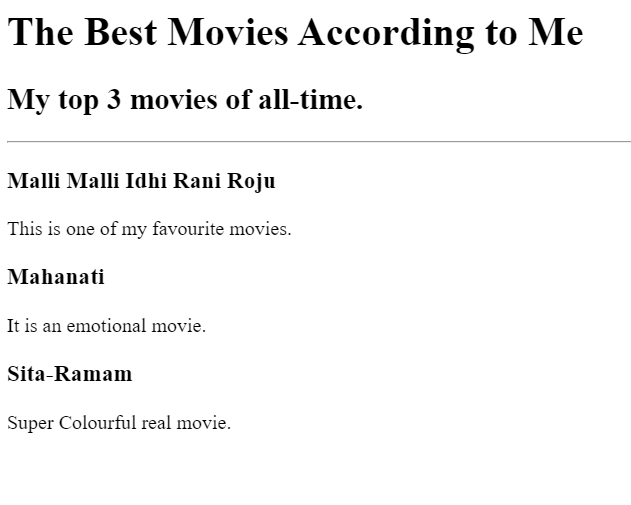 The Best Movies According to Me
My top 3 movies of all-time.
Malli Malli Idhi Rani Roju
This is one of my favourite movies.
Mahanati
It is an emotional movie.
Sita-Ramam
Super Colourful real movie.